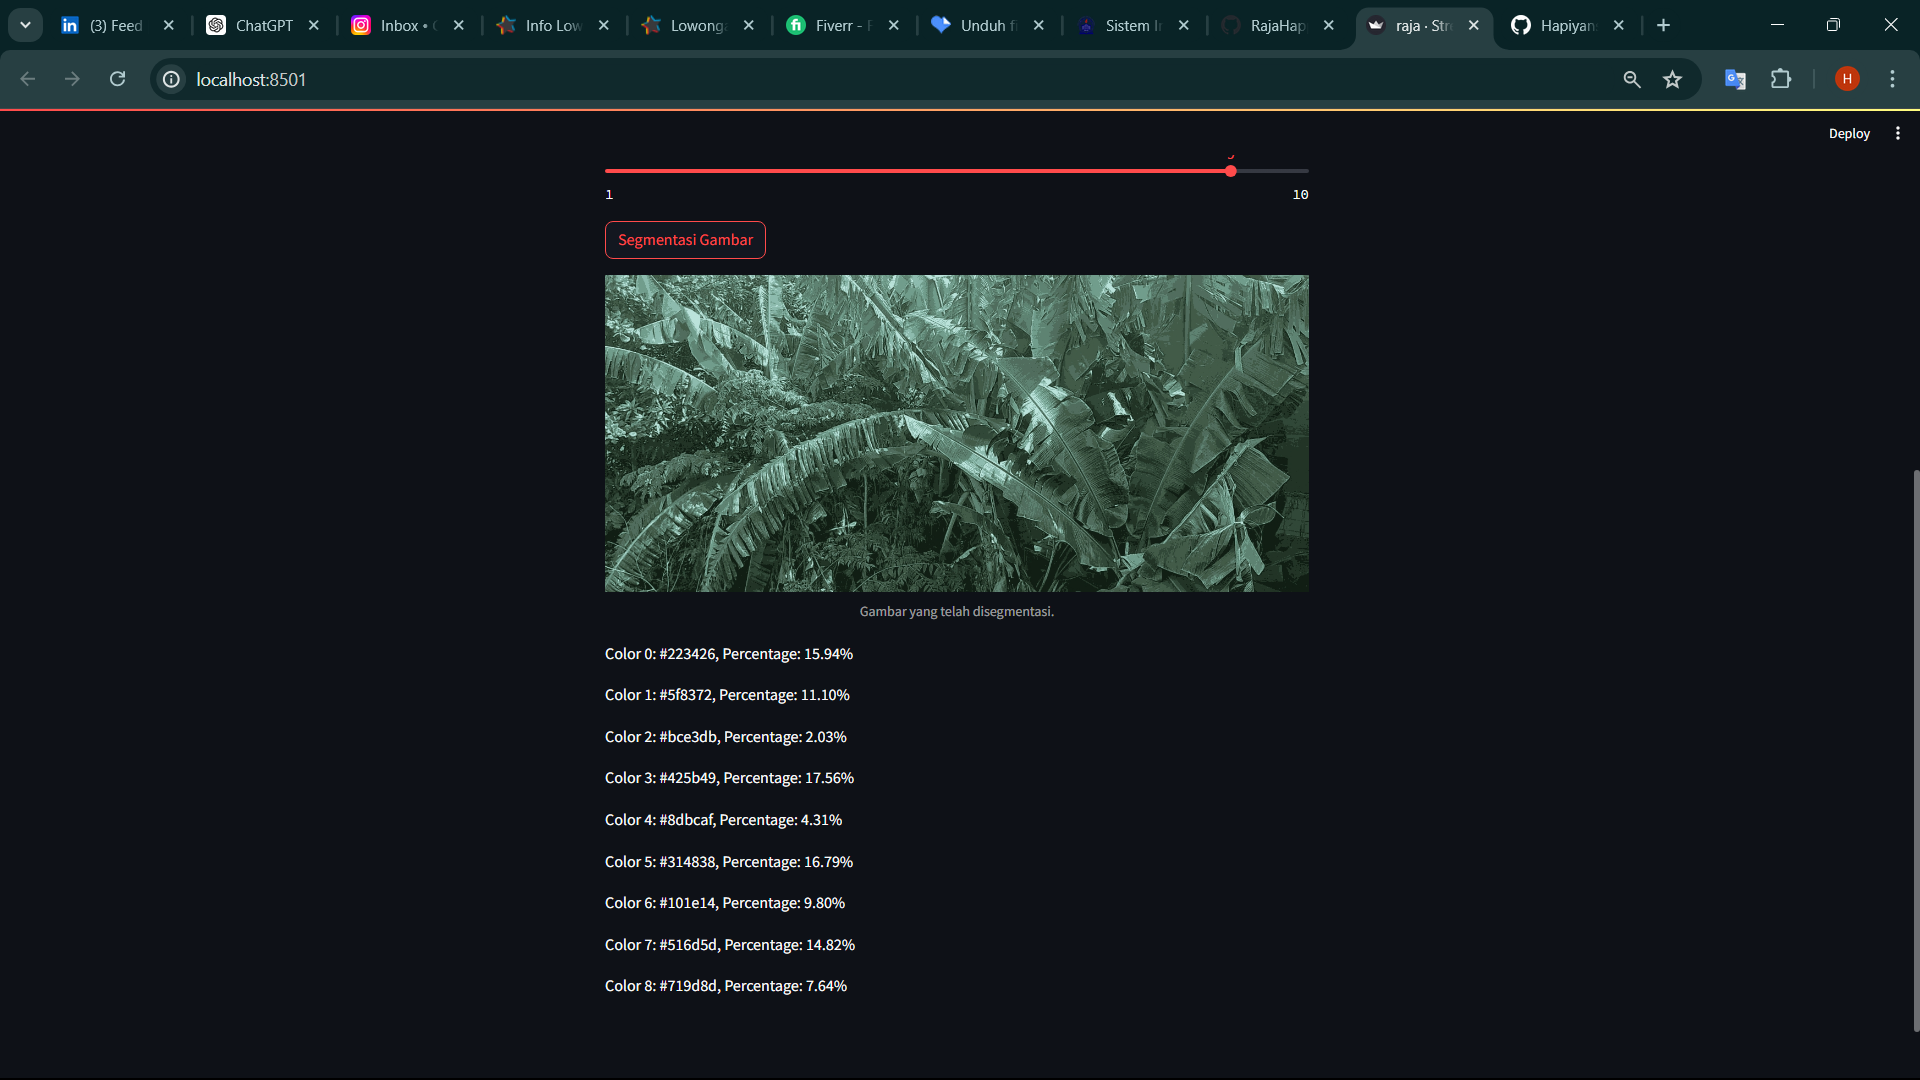 (3) Feed
ChatGPT
Inbox •
Info Low
Lowong
Fiverr -
Unduh fi
Sistem I
RajaHap
raja · Str
Hapiyan
localhost:8501
Deploy
1
10
Segmentasi Gambar
Gambar yang telah disegmentasi.
Color 0: #223426, Percentage: 15.94%
Color 1: #5f8372, Percentage: 11.10%
Color 2: #bce3db, Percentage: 2.03%
Color 3: #425b49, Percentage: 17.56%
Color 4: #8dbcaf, Percentage: 4.31%
Color 5: #314838, Percentage: 16.79%
Color 6: #101e14, Percentage: 9.80%
Color 7: #516d5d, Percentage: 14.82%
Color 8: #719d8d, Percentage: 7.64%